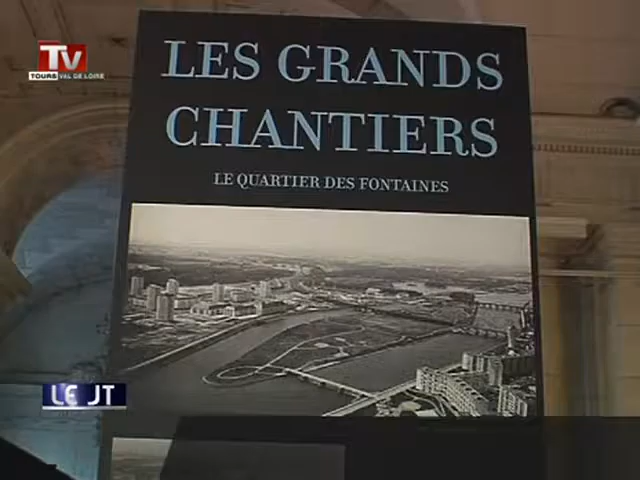 TV
TOURS VAL DE LOIRE
LES GRANDS
CHANTIERS
LE QUARTIER DES FONTAINES
LE JT